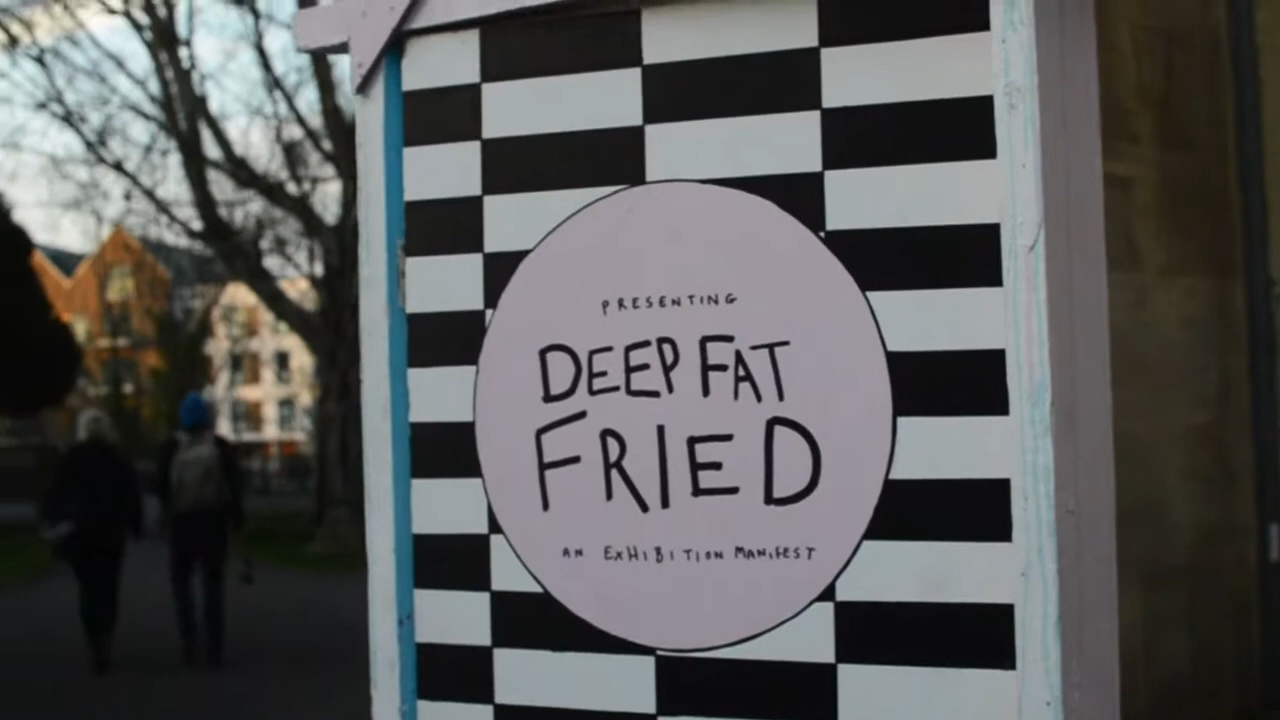 PRESENTING
DEEP FAT
FRIED
AN EXHIBITION MANIFEST